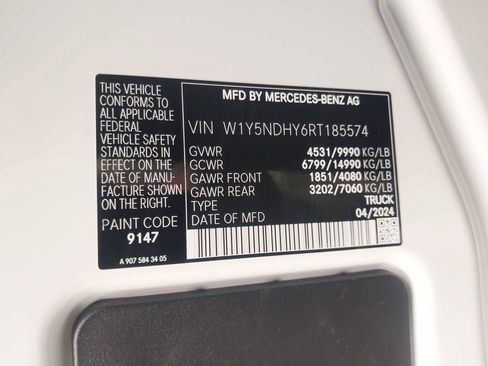 THIS VEHICLE
CONFORMS TO
ALL APPLICABLE
FEDERAL
VEHICLE SAFETY
STANDARDS IN
EFFECT ON THE
DATE OF MANU-
FACTURE SHOWN
ON THE RIGHT.
PAINT CODE
9147
A 907 584 34 05
MFD BY MERCEDES-BENZ AG
VIN W1Y5NDHY6RT185574
GVWR 4531/9990 KG/LB
GCWR 6799/14990 KG/LB
GAWR FRONT 1851/4080 KG/LB
GAWR REAR 3202/7060 KG/LB
TYPE TRUCK
DATE OF MFD 04/2024